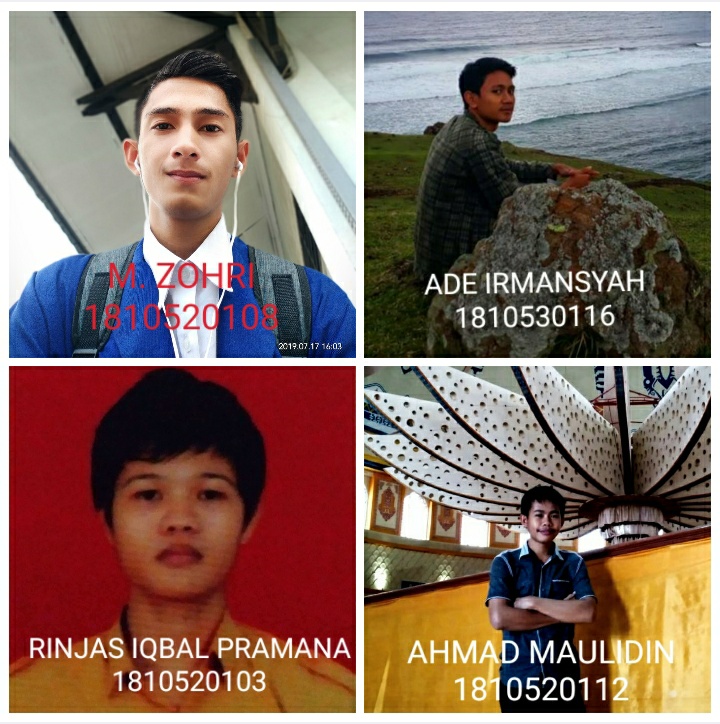 M. ZOHRI
1810520108
2019.07.17 16:03
ADE IRMANSYAH
1810530116
RINJAS IQBAL PRAMANA
1810520103
AHMAD MAULIDIN
1810520112